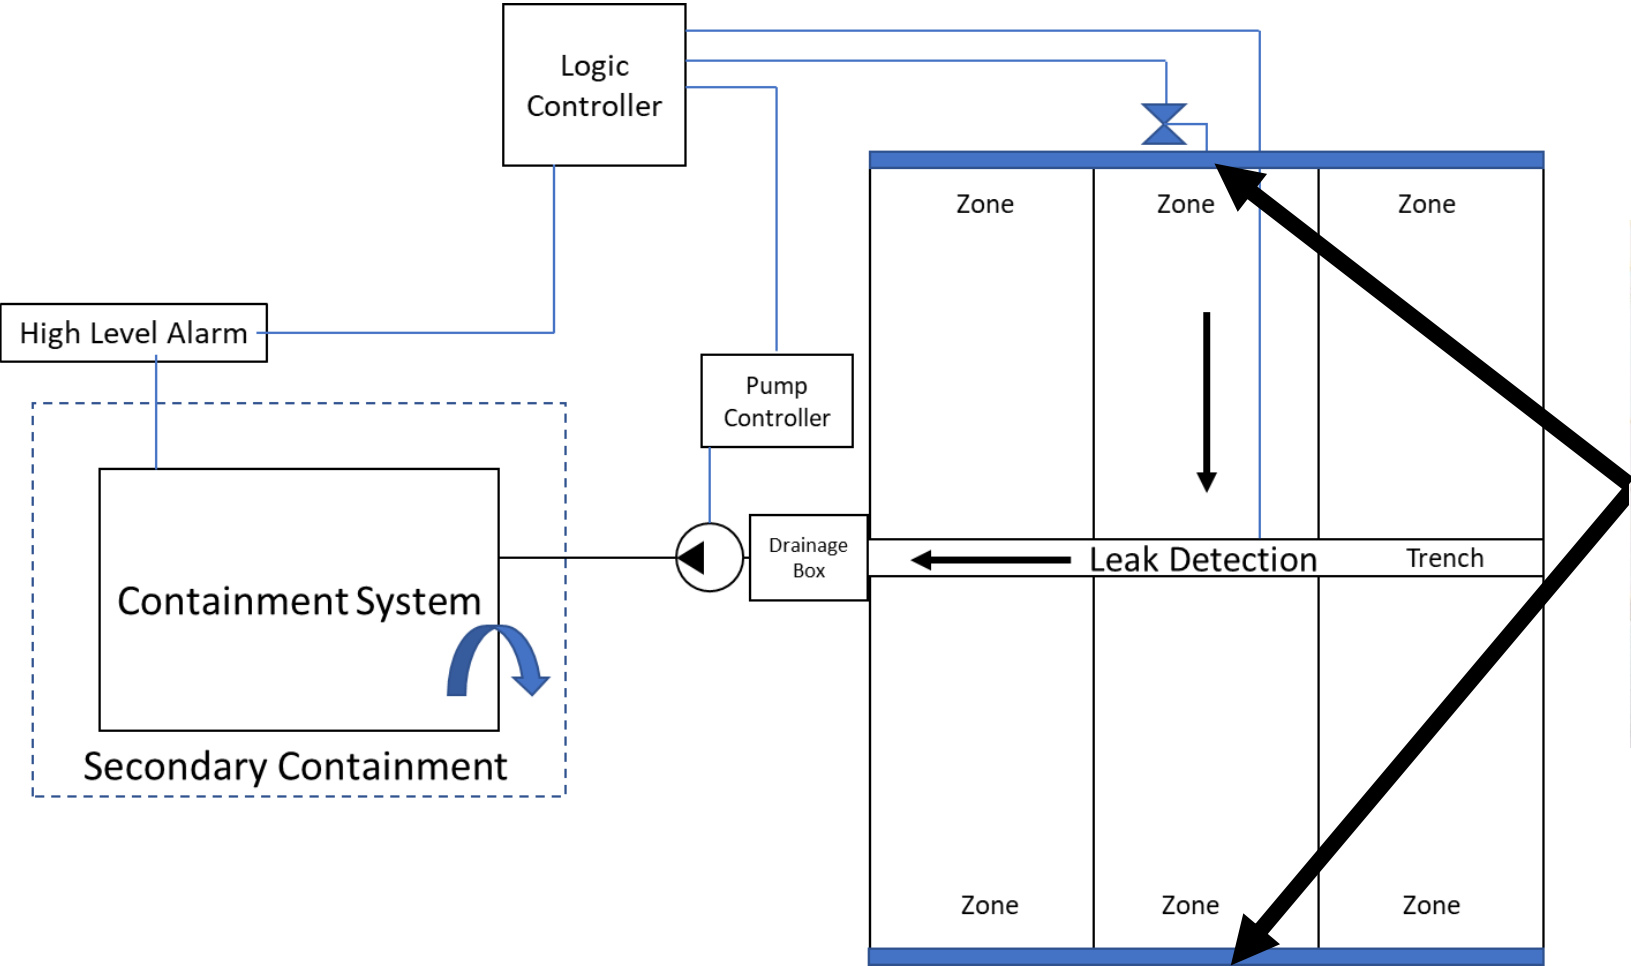 Logic
Controller
Zone
Zone
Zone
High Level Alarm
Pump
Controller
Drainage
Box
Leak Detection
Trench
Containment System
Secondary Containment
Zone
Zone
Zone